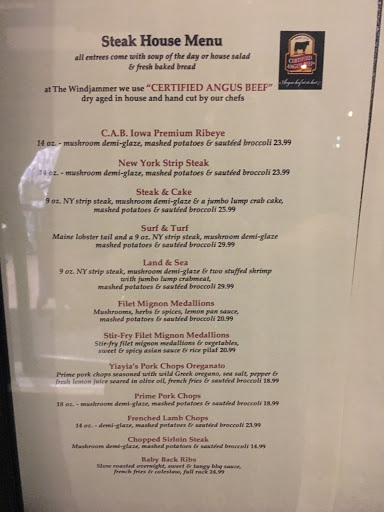 Steak House Menu
all entrees come with soup of the day or house salad
& fresh baked bread
at The Windjammer we use "CERTIFIED ANGUS BEEF"
dry aged in house and hand cut by our chefs
CERTIFIED
ANGUS BEEF
C.A.B. Iowa Premium Ribeye
14 oz. - mushroom demi-glaze, mashed potatoes & sautéed broccoli 23.99
New York Strip Steak
14 oz. - mushroom demi-glaze, mashed potatoes & sautéed broccoli 23.99
Steak & Cake
9 oz. NY strip steak, mushroom demi-glaze & a jumbo lump crab cake,
mashed potatoes & sautéed broccoli 25.99
Surf & Turf
Maine lobster tail and a 9 oz. NY strip steak, mushroom demi-glaze
mashed potatoes & sautéed broccoli 29.99
Land & Sea
9 oz. NY strip steak, mushroom demi-glaze & two stuffed shrimp
with jumbo lump crabmeat,
mashed potatoes & sautéed broccoli 29.99
Filet Mignon Medallions
Mushrooms, herbs & spices, lemon pan sauce,
mashed potatoes & sautéed broccoli 20.99
Stir-Fry Filet Mignon Medallions
Stir-fry filet mignon medallions & vegetables,
sweet & spicy asian sauce & rice pilaf 20.99
Yiayia's Pork Chops Oreganato
Prime pork chops seasoned with wild Greek oregano, sea salt, pepper &
fresh lemon juice seared in olive oil, french fries & sautéed broccoli 18.99
Prime Pork Chops
18 oz. - mushroom demi-glaze, mashed potatoes & sautéed broccoli 18.99
Frenched Lamb Chops
14 oz. - demi-glaze, mashed potatoes & sautéed broccoli 23.99
Chopped Sirloin Steak
Mushroom demi-glaze, mashed potatoes & sautéed broccoli 14.99
Baby Back Ribs
Slow roasted overnight, sweet & tangy bbq sauce,
french fries & coleslaw, full rack 24.99